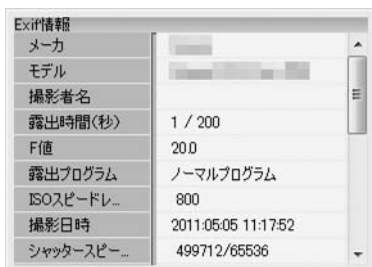 Exif情報
メーカ
モデル
撮影者名
露出時間(秒) 1 / 200
F値 20.0
露出プログラム ノーマルプログラム
ISOスピードレ... 800
撮影日時 2011:05:05 11:17:52
シャッタースピー... 499712/65536